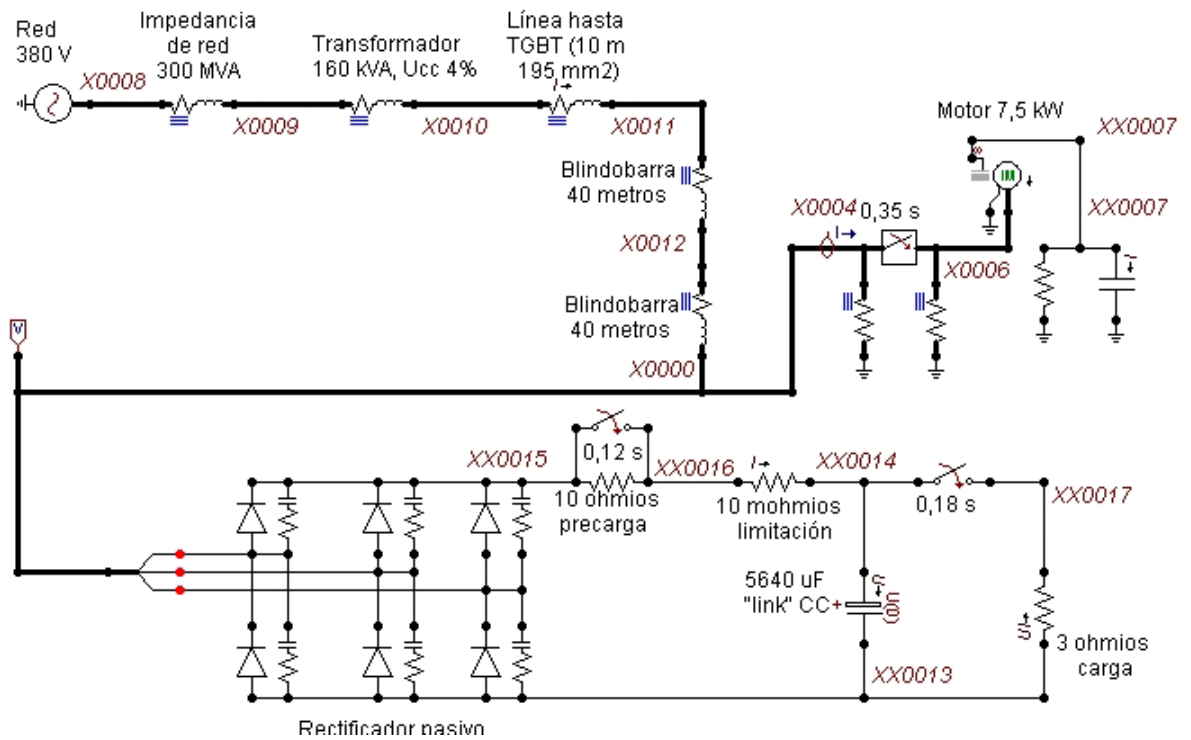 Red
380 V
X0008
Impedancia
de red
300 MVA
X0009
Transformador
160 kVA, Ucc 4%
X0010
Línea hasta
TGBT (10 m
195 mm2)
I
X0011
Blindobarra
40 metros
X0012
Blindobarra
40 metros
X0000
Motor 7,5 kW
XX0007
XX0007
X0004
I
0,35 s
X0006
I
V
XX0015
0,12 s
XX0016
10 ohmios
precarga
I
10 mohmios
limitación
XX0014
0,18 s
XX0017
5640 uF
"link" CC
+
U(0)
XX0013
3 ohmios
carga
Rectificador pasivo